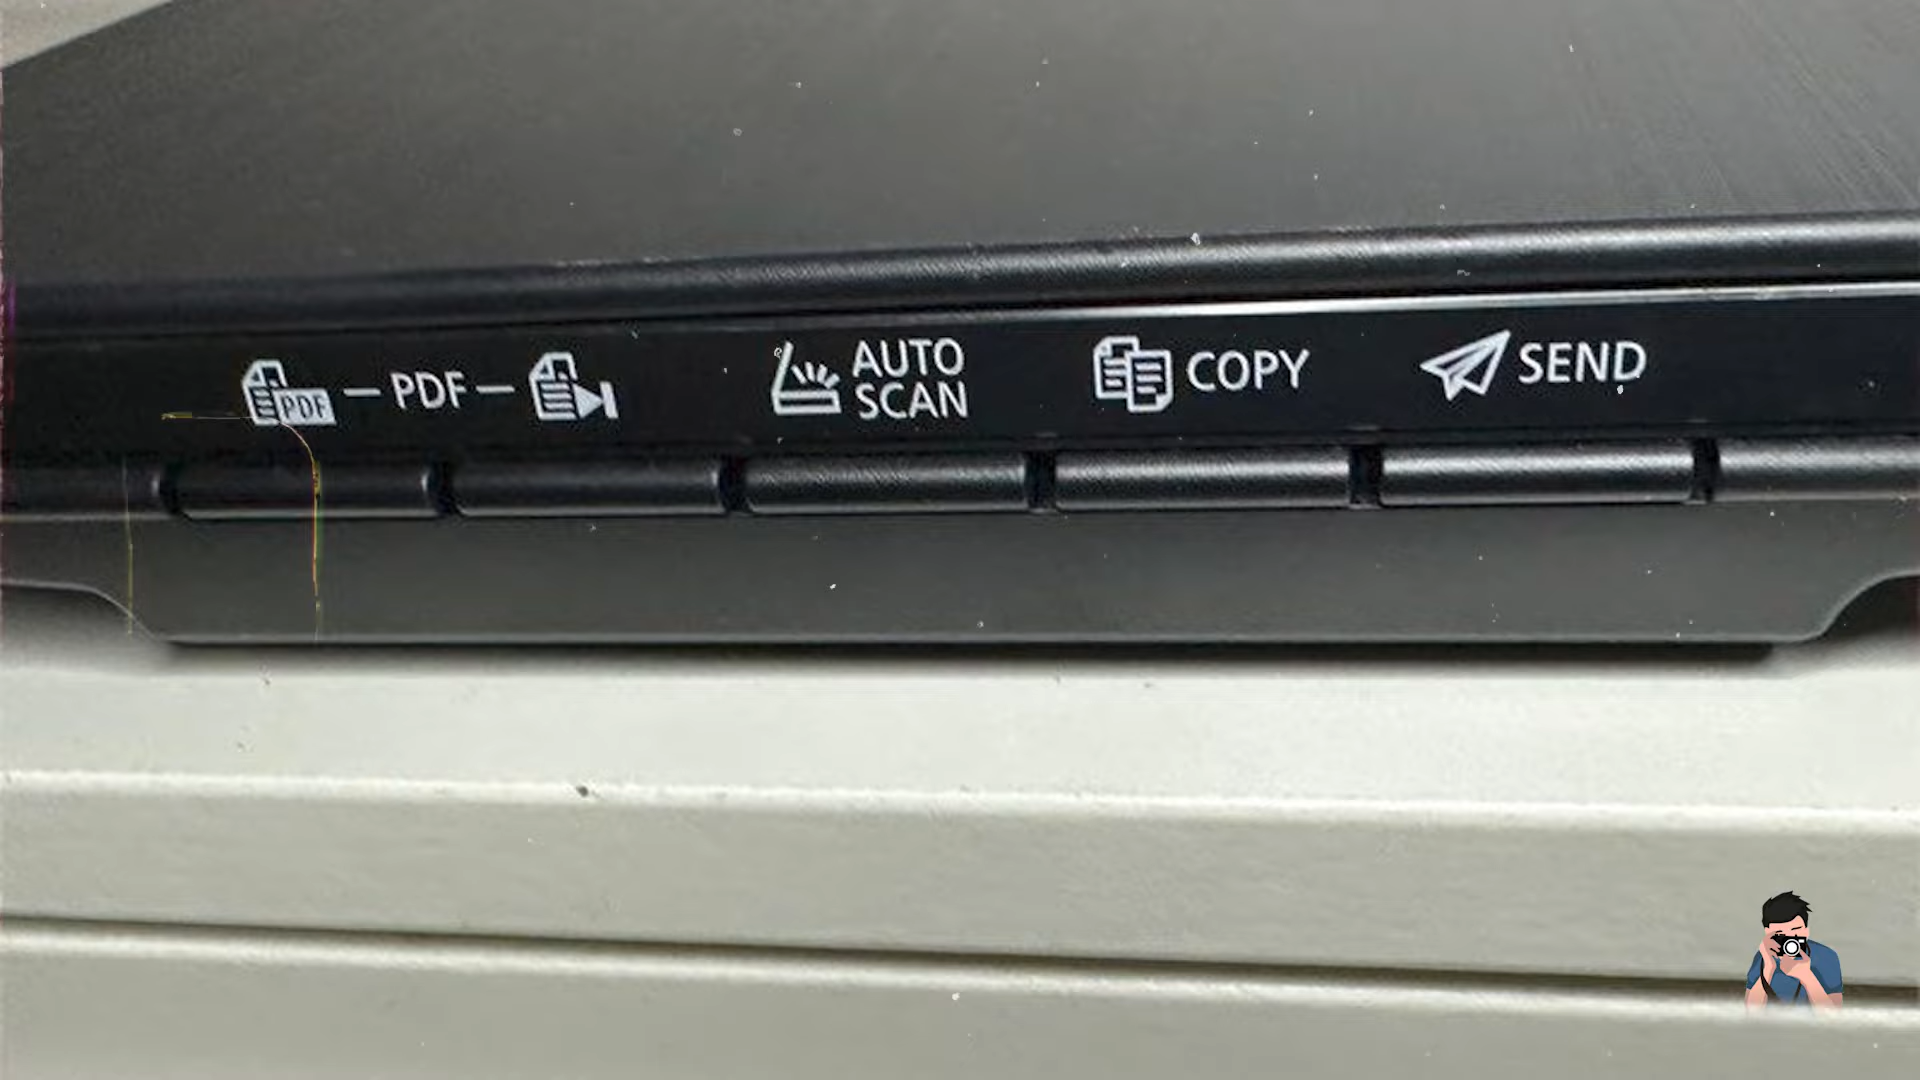 PDF — PDF —
AUTO
SCAN
COPY
SEND